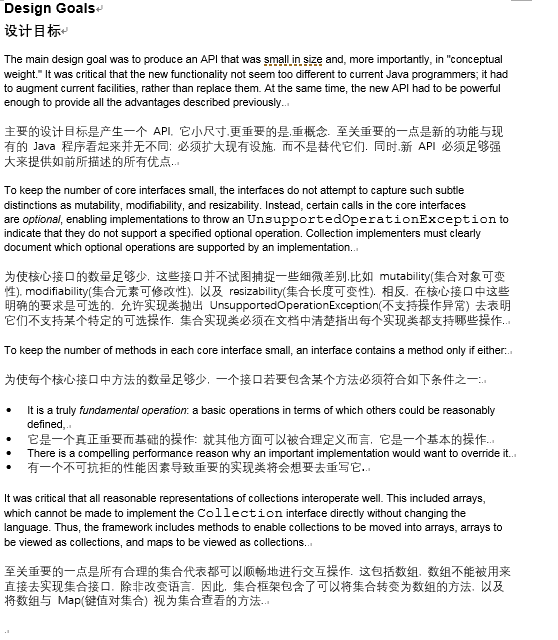 Design Goals
设计目标
The main design goal was to produce an API that was small in size and, more importantly, in "conceptual
weight." It was critical that the new functionality not seem too different to current Java programmers; it had
to augment current facilities, rather than replace them. At the same time, the new API had to be powerful
enough to provide all the advantages described previously.
主要的设计目标是产生一个 API, 它小尺寸,更重要的是,重概念. 至关重要的一点是新的功能与现
有的 Java 程序看起来并无不同; 必须扩大现有设施, 而不是替代它们. 同时,新 API 必须足够强
大来提供如前所描述的所有优点.
To keep the number of core interfaces small, the interfaces do not attempt to capture such subtle
distinctions as mutability, modifiability, and resizability. Instead, certain calls in the core interfaces
are optional, enabling implementations to throw an UnsupportedOperationException to
indicate that they do not support a specified optional operation. Collection implementers must clearly
document which optional operations are supported by an implementation.
为使核心接口的数量足够少, 这些接口并不试图捕捉一些细微差别,比如 mutability(集合对象可变
性), modifiability(集合元素可修改性), 以及 resizability(集合长度可变性). 相反, 在核心接口中这些
明确的要求是可选的, 允许实现类抛出 UnsupportedOperationException(不支持操作异常) 去表明
它们不支持某个特定的可选操作. 集合实现类必须在文档中清楚指出每个实现类都支持哪些操作.
To keep the number of methods in each core interface small, an interface contains a method only if either:
为使每个核心接口中方法的数量足够少, 一个接口若要包含某个方法必须符合如下条件之一:
• It is a truly fundamental operation: a basic operations in terms of which others could be reasonably
defined,
• 它是一个真正重要而基础的操作: 就其他方面可以被合理定义而言, 它是一个基本的操作.
• There is a compelling performance reason why an important implementation would want to override it.
• 有一个不可抗拒的性能因素导致重要的实现类将会想要去重写它.
It was critical that all reasonable representations of collections interoperate well. This included arrays,
which cannot be made to implement the Collection interface directly without changing the
language. Thus, the framework includes methods to enable collections to be moved into arrays, arrays to
be viewed as collections, and maps to be viewed as collections.
至关重要的一点是所有合理的集合代表都可以顺畅地进行交互操作. 这包括数组, 数组不能被用来
直接去实现集合接口, 除非改变语言. 因此, 集合框架包含了可以将集合转变为数组的方法, 以及
将数组与 Map(键值对集合) 视为集合查看的方法.